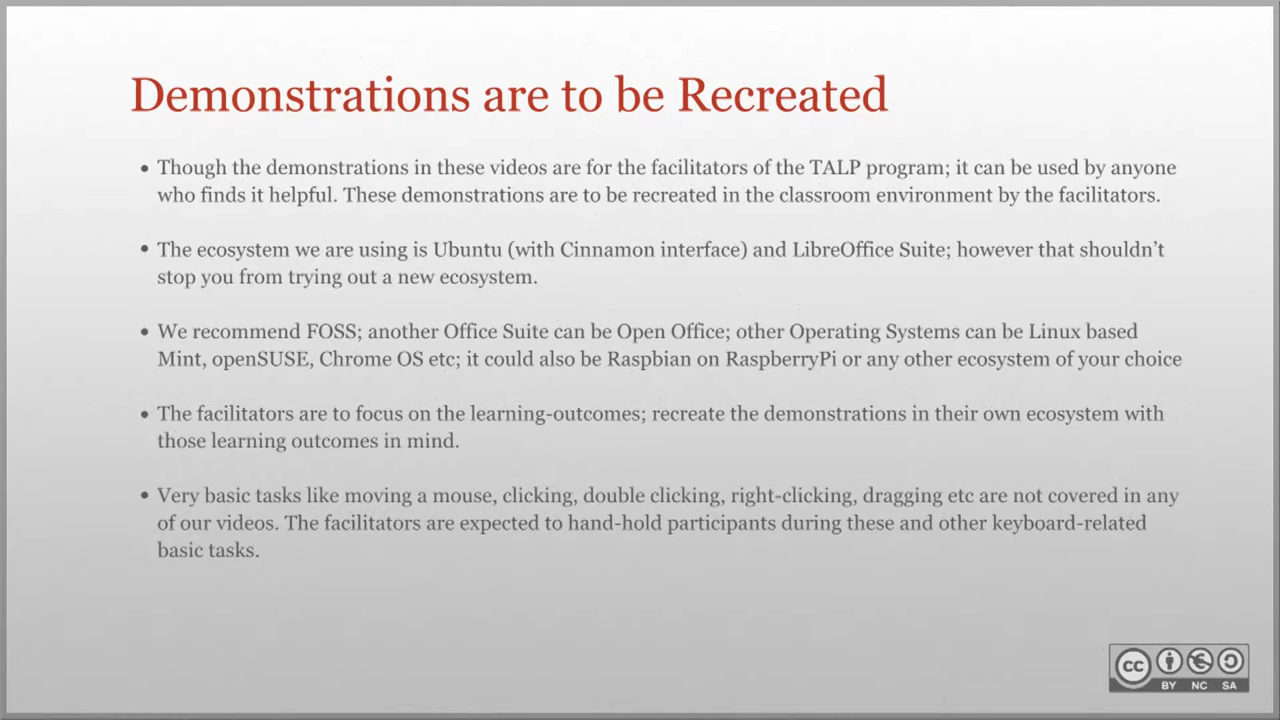 Demonstrations are to be Recreated
• Though the demonstrations in these videos are for the facilitators of the TALP program; it can be used by anyone
who finds it helpful. These demonstrations are to be recreated in the classroom environment by the facilitators.
• The ecosystem we are using is Ubuntu (with Cinnamon interface) and LibreOffice Suite; however that shouldn’t
stop you from trying out a new ecosystem.
• We recommend FOSS; another Office Suite can be Open Office; other Operating Systems can be Linux based
Mint, openSUSE, Chrome OS etc; it could also be Raspbian on RaspberryPi or any other ecosystem of your choice
• The facilitators are to focus on the learning-outcomes; recreate the demonstrations in their own ecosystem with
those learning outcomes in mind.
• Very basic tasks like moving a mouse, clicking, double clicking, right-clicking, dragging etc are not covered in any
of our videos. The facilitators are expected to hand-hold participants during these and other keyboard-related
basic tasks.
cc
BY NC SA